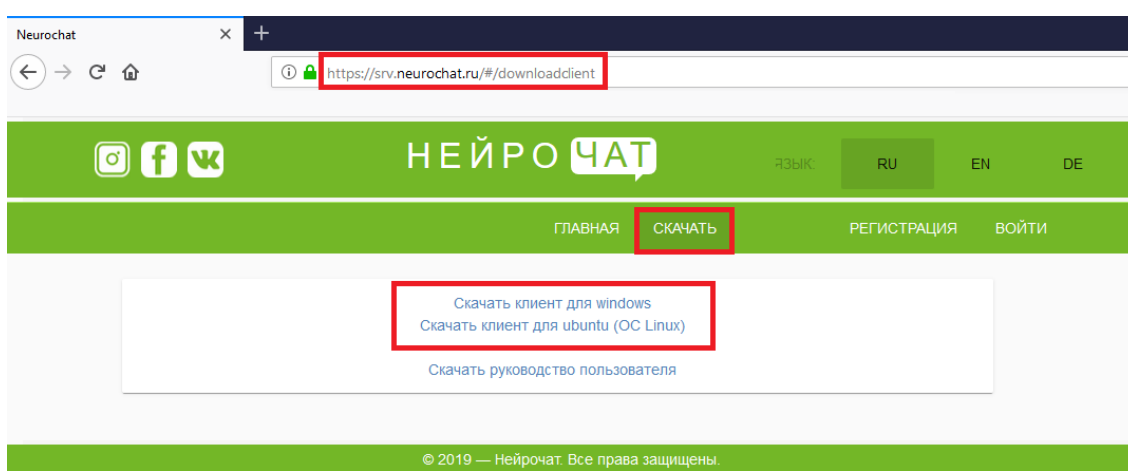 Neurochat
https://srv.neurochat.ru/#/downloadclient
НЕЙРО ЧАТ
ЯЗЫК: RU EN DE
ГЛАВНАЯ СКАЧАТЬ РЕГИСТРАЦИЯ ВОЙТИ
Скачать клиент для windows
Скачать клиент для ubuntu (ОС Linux)
Скачать руководство пользователя
© 2019 — Нейрочат. Все права защищены.